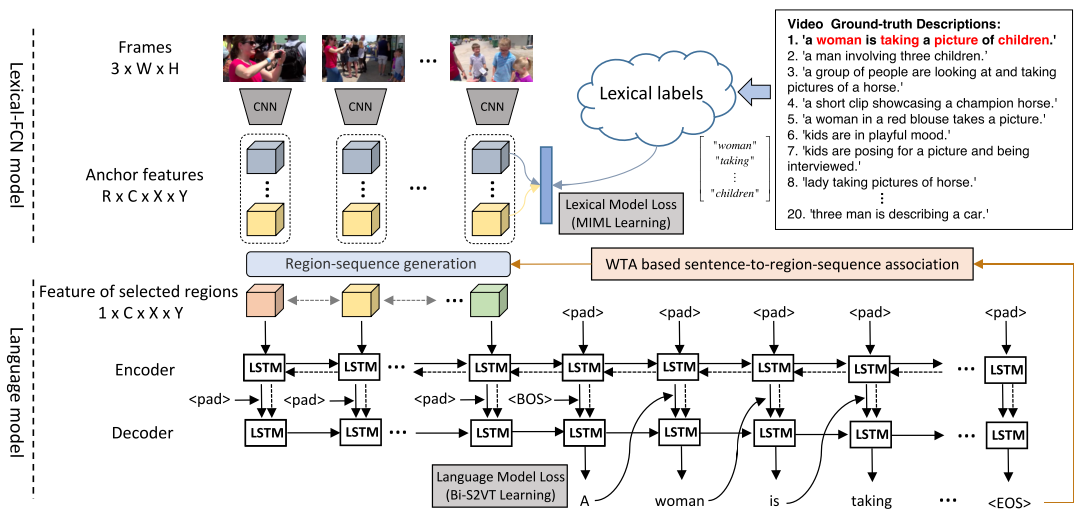 Lexical-FCN model
Frames
3 x W x H
CNN
CNN
...
CNN
Anchor features
R x C x X x Y
Lexical labels
"woman"
"taking"
⋮
"children"
Lexical Model Loss
(MIML Learning)
Video Ground-truth Descriptions:
1. 'a woman is taking a picture of children.'
2. 'a man involving three children.'
3. 'a group of people are looking at and taking
pictures of a horse.'
4. 'a short clip showcasing a champion horse.'
5. 'a woman in a red blouse takes a picture.'
6. 'kids are in playful mood.'
7. 'kids are posing for a picture and being
interviewed.'
8. 'lady taking pictures of horse.'
⋮
20. 'three man is describing a car.'
Region-sequence generation
WTA based sentence-to-region-sequence association
Language model
Feature of selected regions
1 x C x X x Y
...
<pad> <pad> <pad> <pad> <pad>
Encoder
LSTM LSTM ... LSTM LSTM LSTM LSTM LSTM ... LSTM
<pad> <pad> <pad> <BOS>
Decoder
LSTM LSTM ... LSTM LSTM LSTM LSTM LSTM ... LSTM
Language Model Loss
(Bi-S2VT Learning)
A woman is taking ... <EOS>